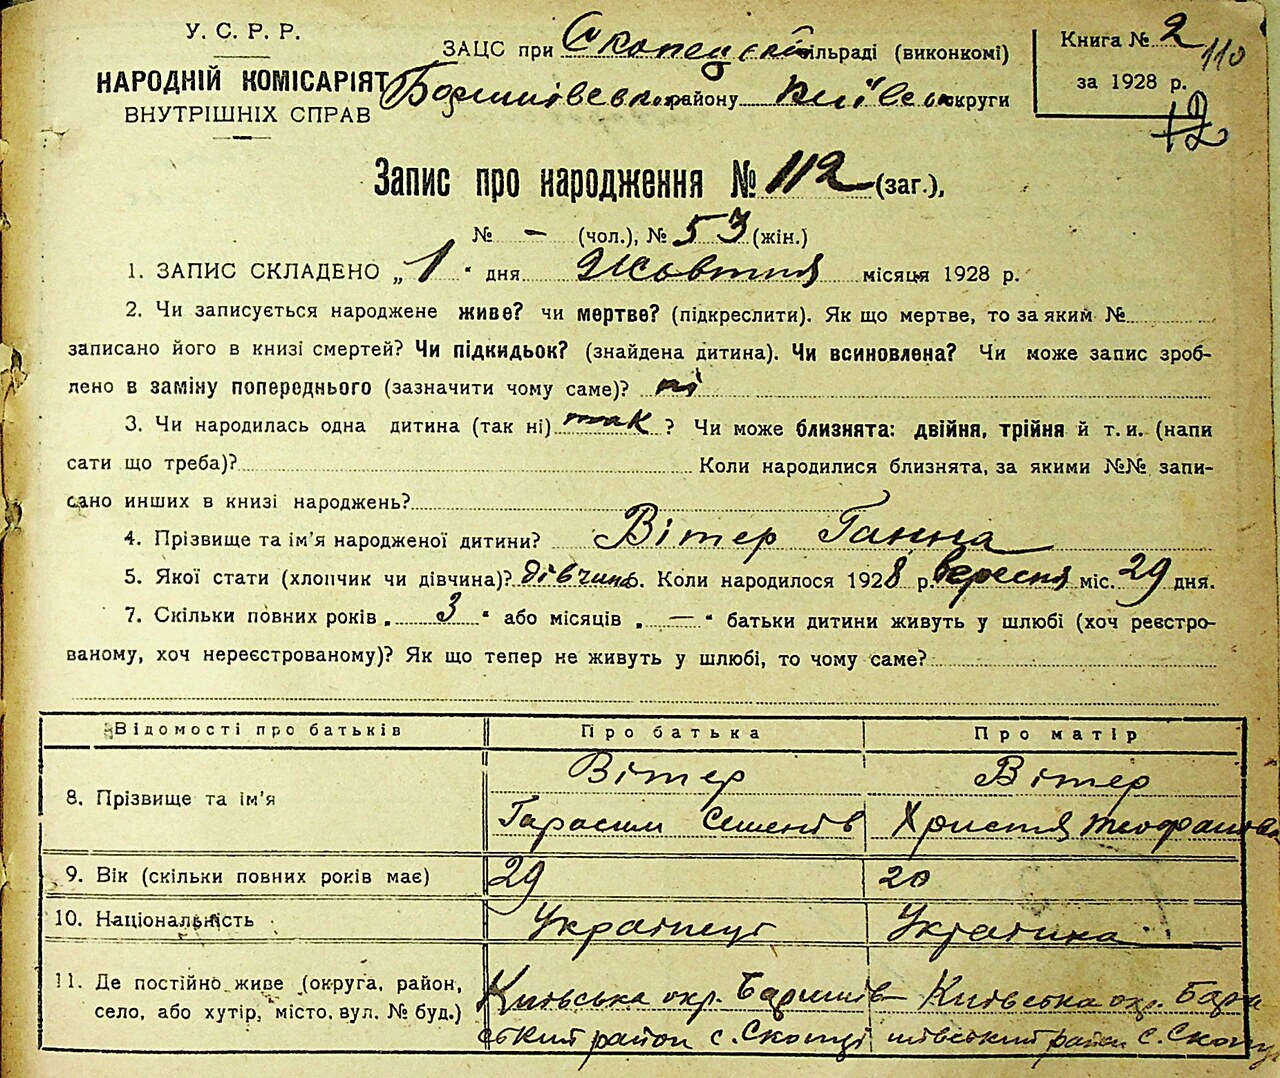 У. С. Р. Р.
НАРОДНІЙ КОМІСАРІЯТ
ВНУТРІШНІХ СПРАВ
ЗАЦС при Скопецькій сільраді (виконкомі)
Баришівськ. району Київськ округи
Книга № 2
110
за 1928 р.
12
Запис про народження № 112 (заг.),
№ - (чол.), № 53 (жін.)
1. ЗАПИС СКЛАДЕНО „ 1 “ дня Жовтня місяця 1928 р.
2. Чи записується народжене живе? чи мертве? (підкреслити). Як що мертве, то за яким №
записано його в книзі смертей? Чи підкидьок? (знайдена дитина). Чи всиновлена? Чи може запис зроб-
лено в заміну попереднього (зазначити чому саме)? ні
3. Чи народилась одна дитина (так ні) так ? Чи може близнята: двійня, трійня й т. и. (напи
сати що треба)? Коли народилися близнята, за якими №№ запи-
сано инших в книзі народжень?
4. Прізвище та ім'я народженої дитини? Вітер Ганна
5. Якої стати (хлопчик чи дівчина)? дівчина. Коли народилося 1928 р. вересня міс. 29 дня.
7. Скільки повних років „ 3 “ або місяців „ — “ батьки дитини живуть у шлюбі (хоч реєстро-
ваному, хоч нереєстрованому)? Як що тепер не живуть у шлюбі, то чому саме?
Відомості про батьків Про батька Про матір
8. Прізвище та ім'я Вітер Вітер
Гарасим Семенів Христя Теофанова
9. Вік (скільки повних років має) 29 20
10. Національність Українець Українка
11. Де постійно живе (округа, район, Київська окр. Баришів- Київська окр. Бари
село, або хутір, місто, вул. № буд.) ський район с. Скопці шівський район с. Скопці